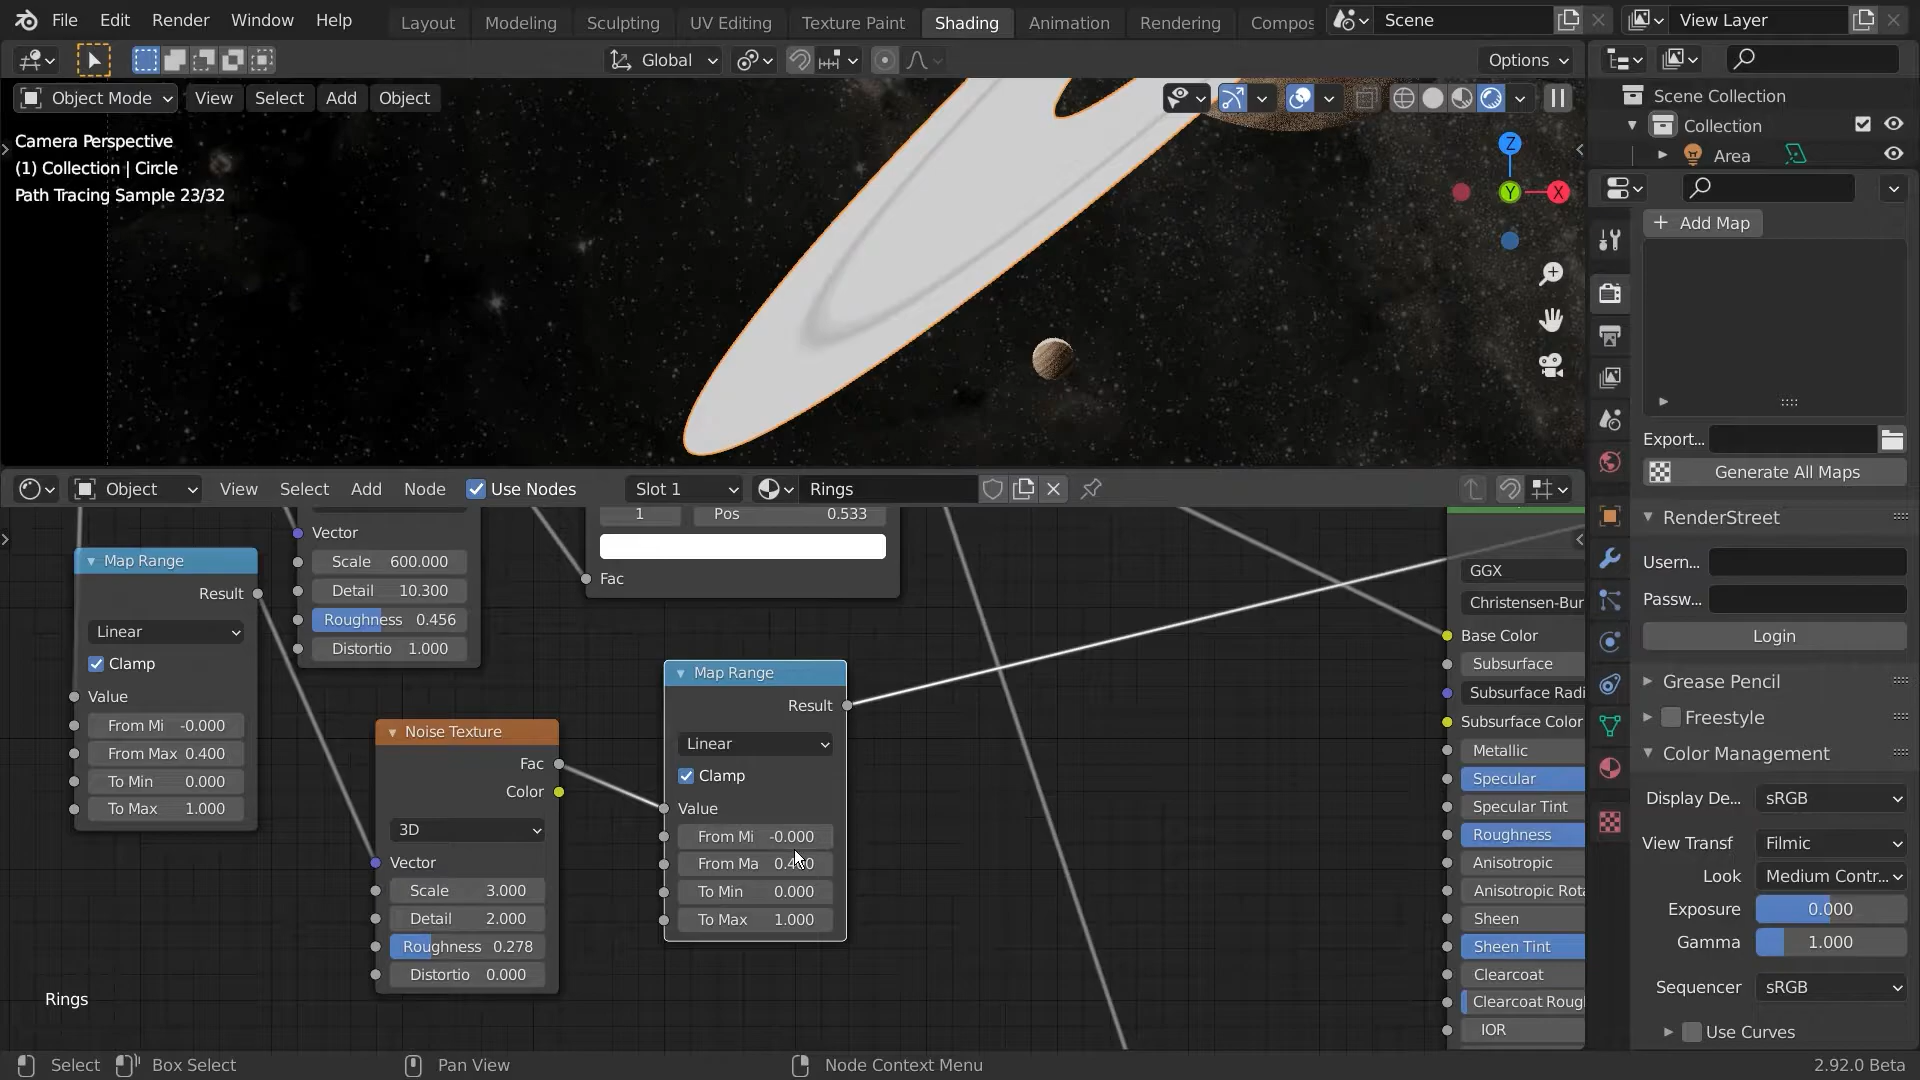 File Edit Render Window Help Layout Modeling Sculpting UV Editing Texture Paint Shading Animation Rendering Compos Scene View Layer
Global Options
Object Mode View Select Add Object
Scene Collection
Collection
Area
Camera Perspective
(1) Collection | Circle
Path Tracing Sample 23/32
Z
Y
X
Add Map
Export...
Generate All Maps
RenderStreet
Usern...
Passw...
Login
Grease Pencil
Freestyle
Color Management
Display De... sRGB
View Transf Filmic
Look Medium Contr...
Exposure 0.000
Gamma 1.000
Sequencer sRGB
Use Curves
Object View Select Add Node Use Nodes Slot 1 Rings
Map Range
Result
Linear
Clamp
Value
From Mi -0.000
From Max 0.400
To Min 0.000
To Max 1.000
Vector
Scale 600.000
Detail 10.300
Roughness 0.456
Distortio 1.000
1 Pos 0.533
Fac
Noise Texture
Fac
Color
3D
Vector
Scale 3.000
Detail 2.000
Roughness 0.278
Distortio 0.000
Map Range
Result
Linear
Clamp
Value
From Mi -0.000
From Ma
To Min 0.000
To Max 1.000
GGX
Christensen-Bur
Base Color
Subsurface
Subsurface Radi
Subsurface Color
Metallic
Specular
Specular Tint
Roughness
Anisotropic
Anisotropic Rota
Sheen
Sheen Tint
Clearcoat
Clearcoat Rough
IOR
Rings
Select Box Select Pan View Node Context Menu 2.92.0 Beta